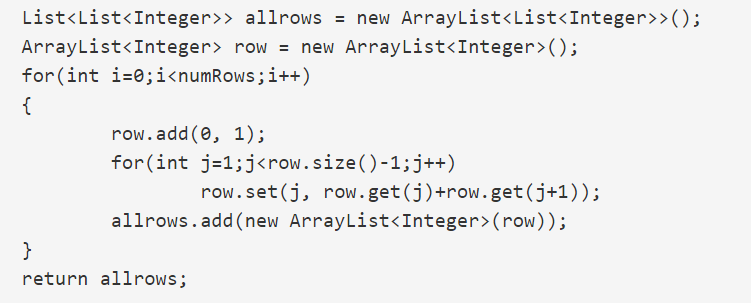 List<List<Integer>> allrows = new ArrayList<List<Integer>>();
ArrayList<Integer> row = new ArrayList<Integer>();
for(int i=0;i<numRows;i++)
{
        row.add(0, 1);
        for(int j=1;j<row.size()-1;j++)
                row.set(j, row.get(j)+row.get(j+1));
        allrows.add(new ArrayList<Integer>(row));
}
return allrows;